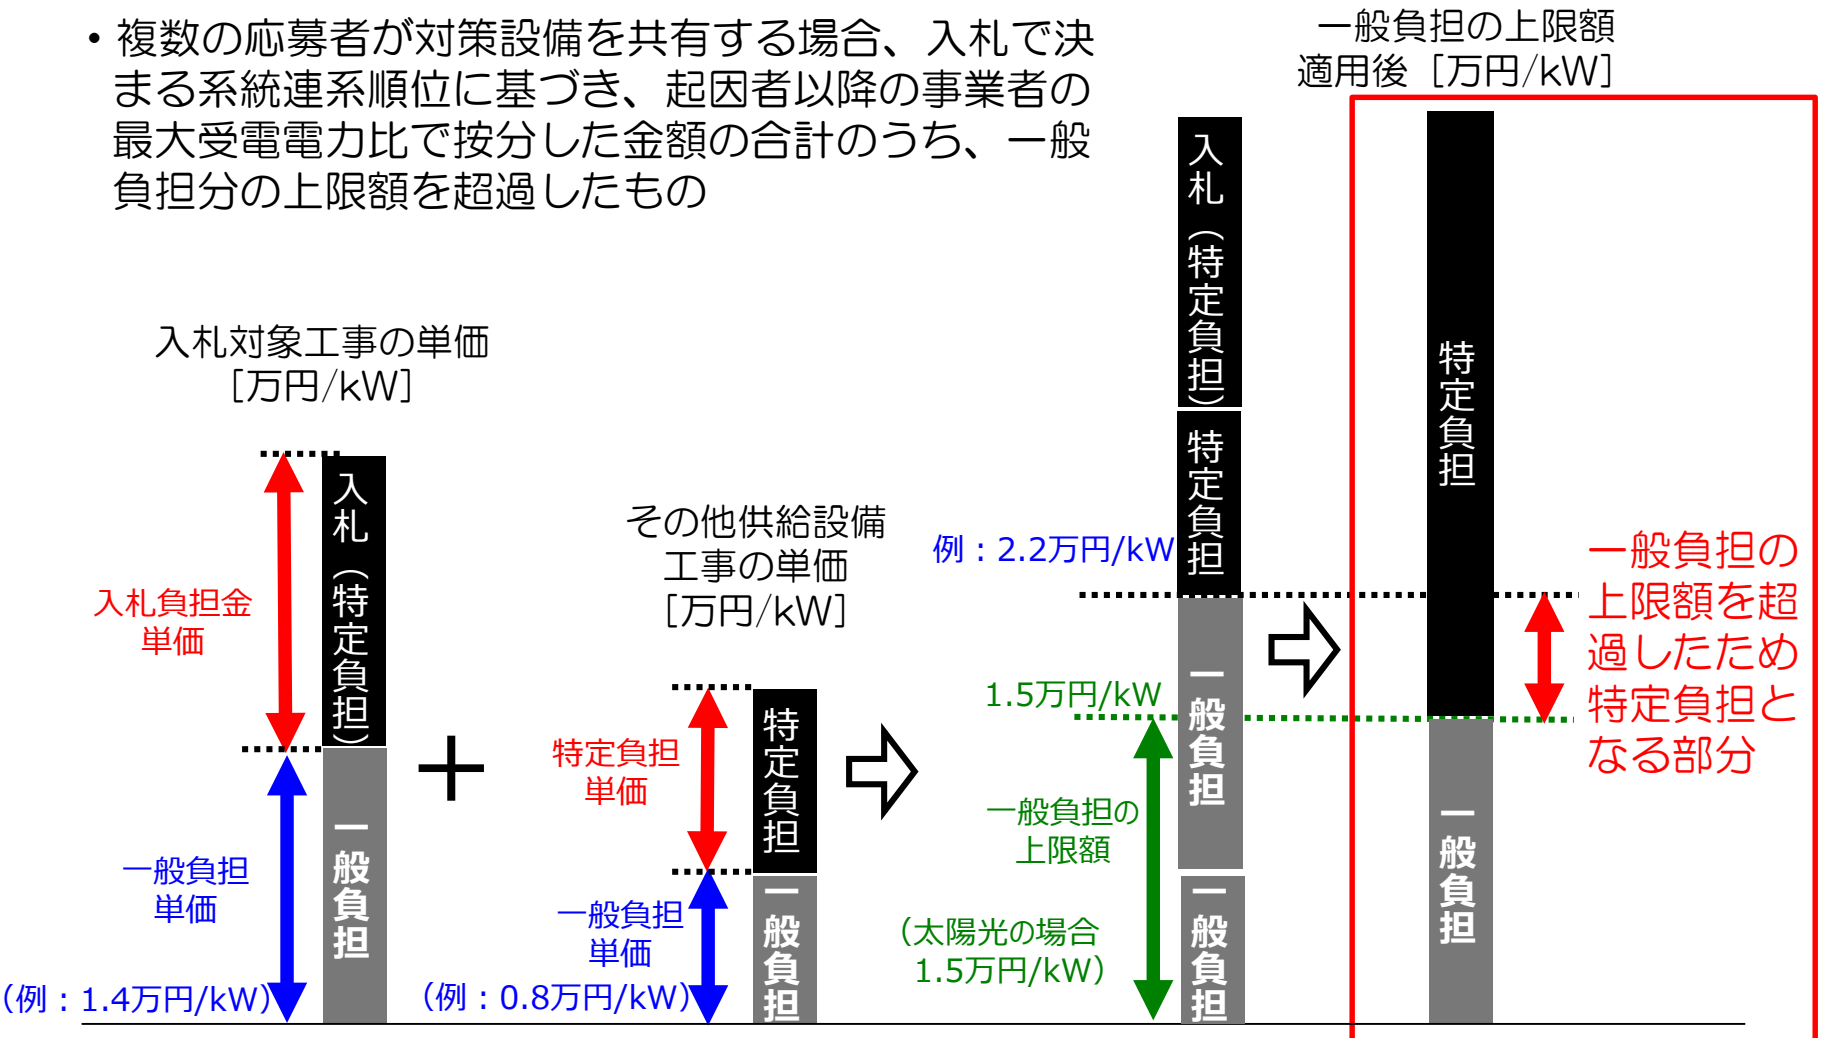 ・複数の応募者が対策設備を共有する場合、入札で決
まる系統連系順位に基づき、起因者以降の事業者の
最大受電電力比で按分した金額の合計のうち、一般
負担分の上限額を超過したもの
一般負担の上限額
適用後［万円/kW］
入札対象工事の単価
［万円/kW］
入札（特定負担）
一般負担
入札負担金
単価
一般負担
単価
（例：1.4万円/kW）
＋
その他供給設備
工事の単価
［万円/kW］
特定負担
一般負担
特定負担
単価
一般負担
単価
（例：0.8万円/kW）
入札（特定負担）
特定負担
一般負担
一般負担
例：2.2万円/kW
1.5万円/kW
一般負担の
上限額
（太陽光の場合
1.5万円/kW）
特定負担
一般負担
一般負担の
上限額を超
過したため
特定負担と
なる部分